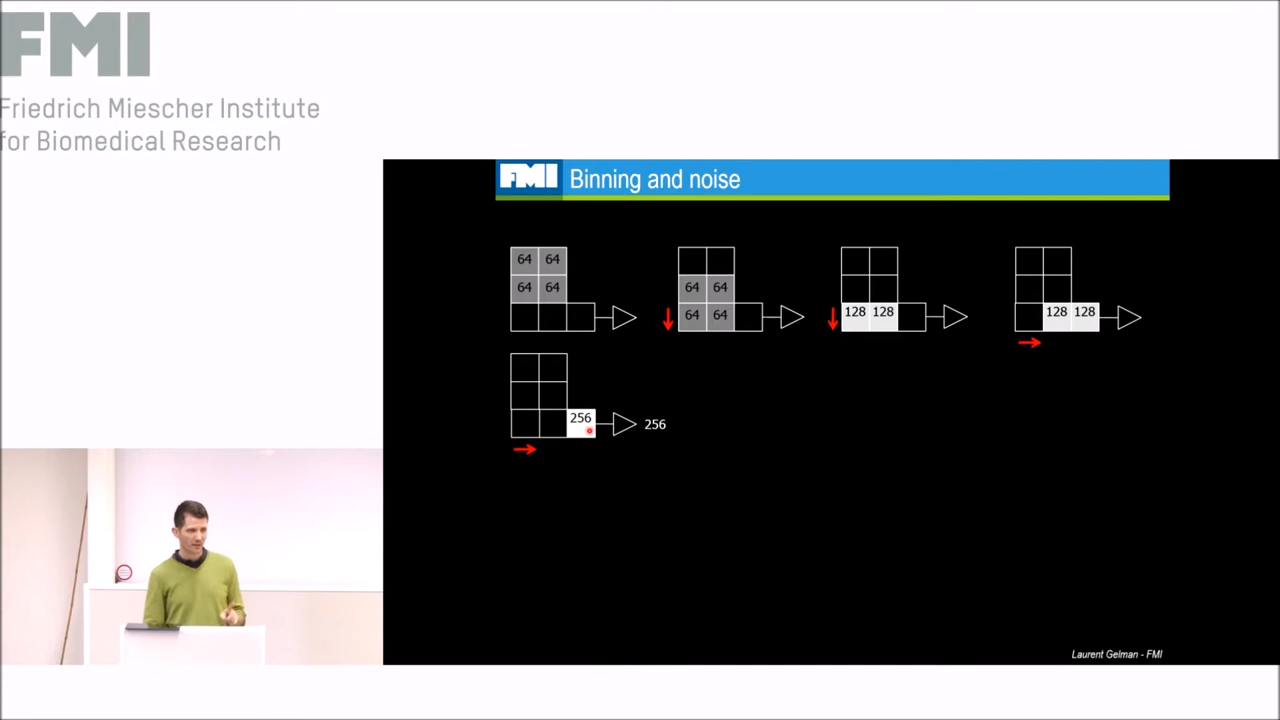 FMI
Friedrich Miescher Institute
for Biomedical Research
FMI Binning and noise
64 64
64 64
64 64
64 64
128 128
128 128
256
256
Laurent Gelman - FMI